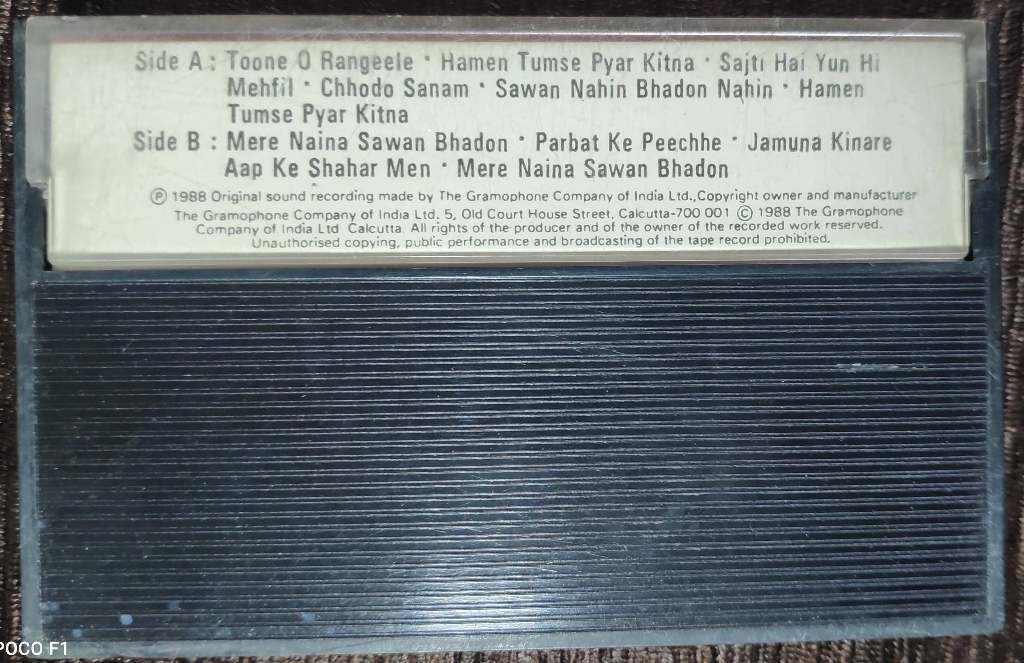 Side A : Toone O Rangeele · Hamen Tumse Pyar Kitna · Sajti Hai Yun Hi
Mehfil · Chhodo Sanam · Sawan Nahin Bhadon Nahin · Hamen
Tumse Pyar Kitna
Side B : Mere Naina Sawan Bhadon · Parbat Ke Peechhe · Jamuna Kinare
Aap Ke Shahar Men · Mere Naina Sawan Bhadon
Ⓟ 1988 Original sound recording made by The Gramophone Company of India Ltd.,Copyright owner and manufacturer
The Gramophone Company of India Ltd. 5, Old Court House Street, Calcutta-700 001 © 1988 The Gramophone
Company of India Ltd Calcutta. All rights of the producer and of the owner of the recorded work reserved.
Unauthorised copying, public performance and broadcasting of the tape record prohibited.
POCO F1